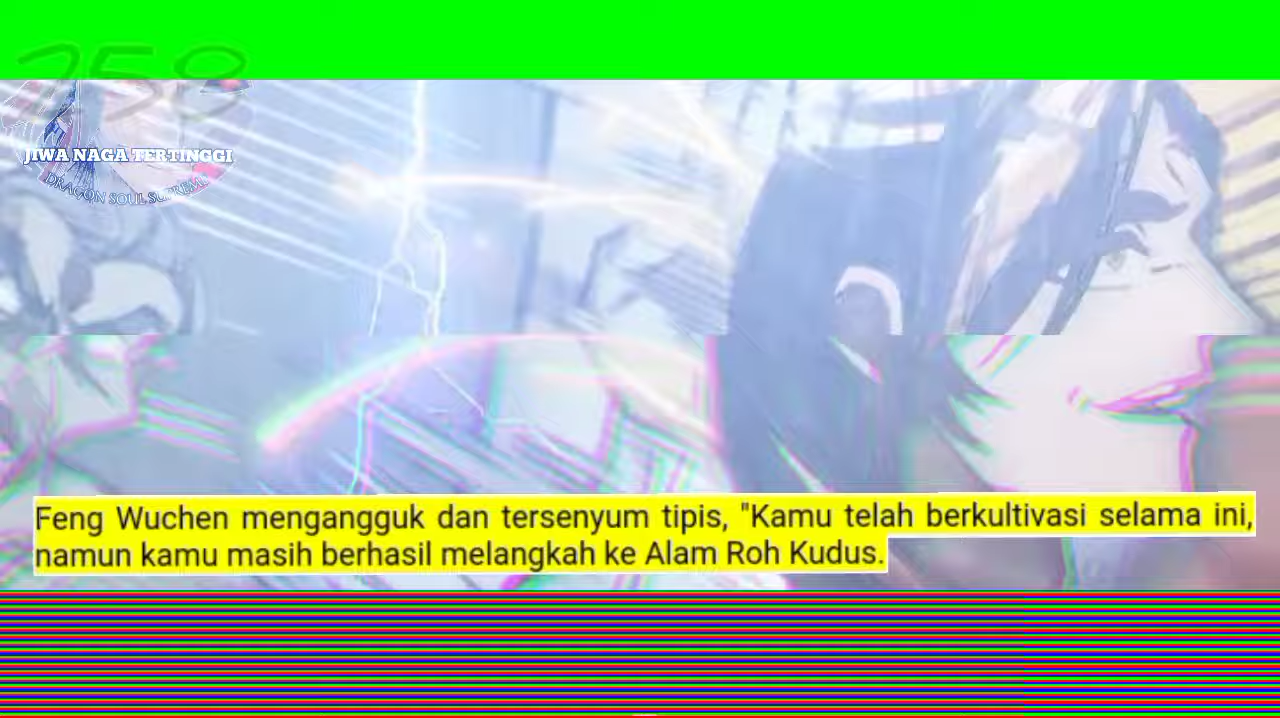 258
JIWA NAGA TERTINGGI
DRAGON SOUL SUPREME
Feng Wuchen mengangguk dan tersenyum tipis, "Kamu telah berkultivasi selama ini,
namun kamu masih berhasil melangkah ke Alam Roh Kudus.